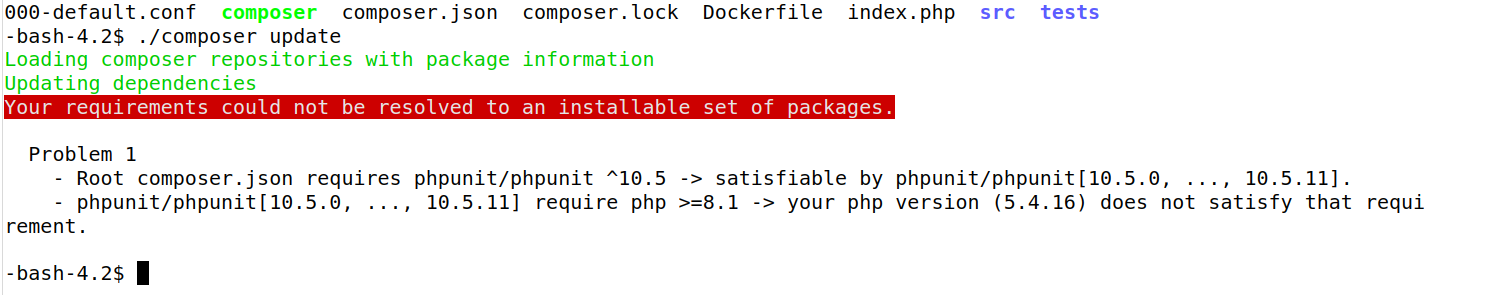 000-default.conf  composer  composer.json  composer.lock  Dockerfile  index.php  src  tests
-bash-4.2$ ./composer update
Loading composer repositories with package information
Updating dependencies
Your requirements could not be resolved to an installable set of packages.
  Problem 1
    - Root composer.json requires phpunit/phpunit ^10.5 -> satisfiable by phpunit/phpunit[10.5.0, ..., 10.5.11].
    - phpunit/phpunit[10.5.0, ..., 10.5.11] require php >=8.1 -> your php version (5.4.16) does not satisfy that requi
rement.
-bash-4.2$